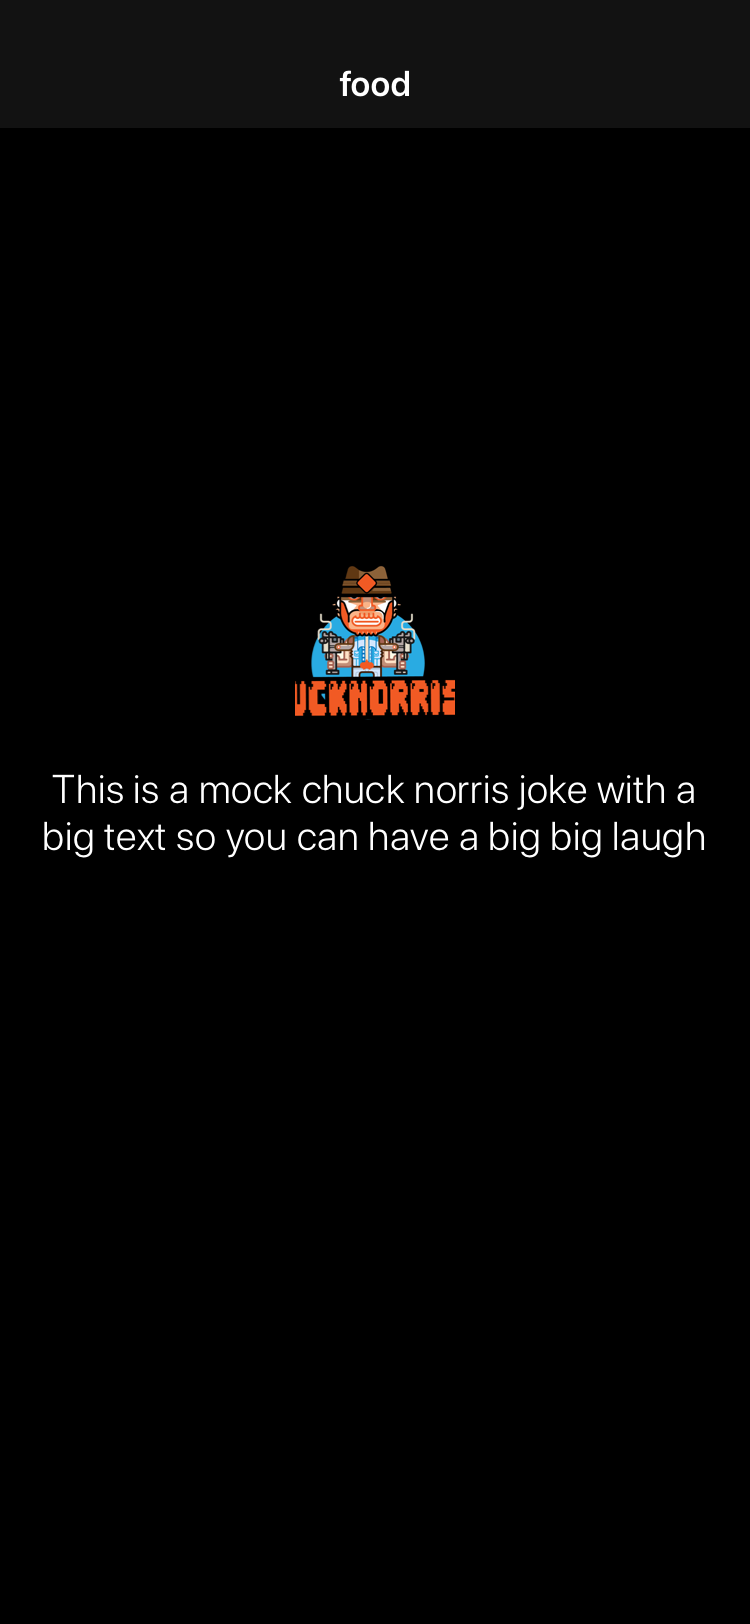 food
UCKNORRIS
This is a mock chuck norris joke with a
big text so you can have a big big laugh